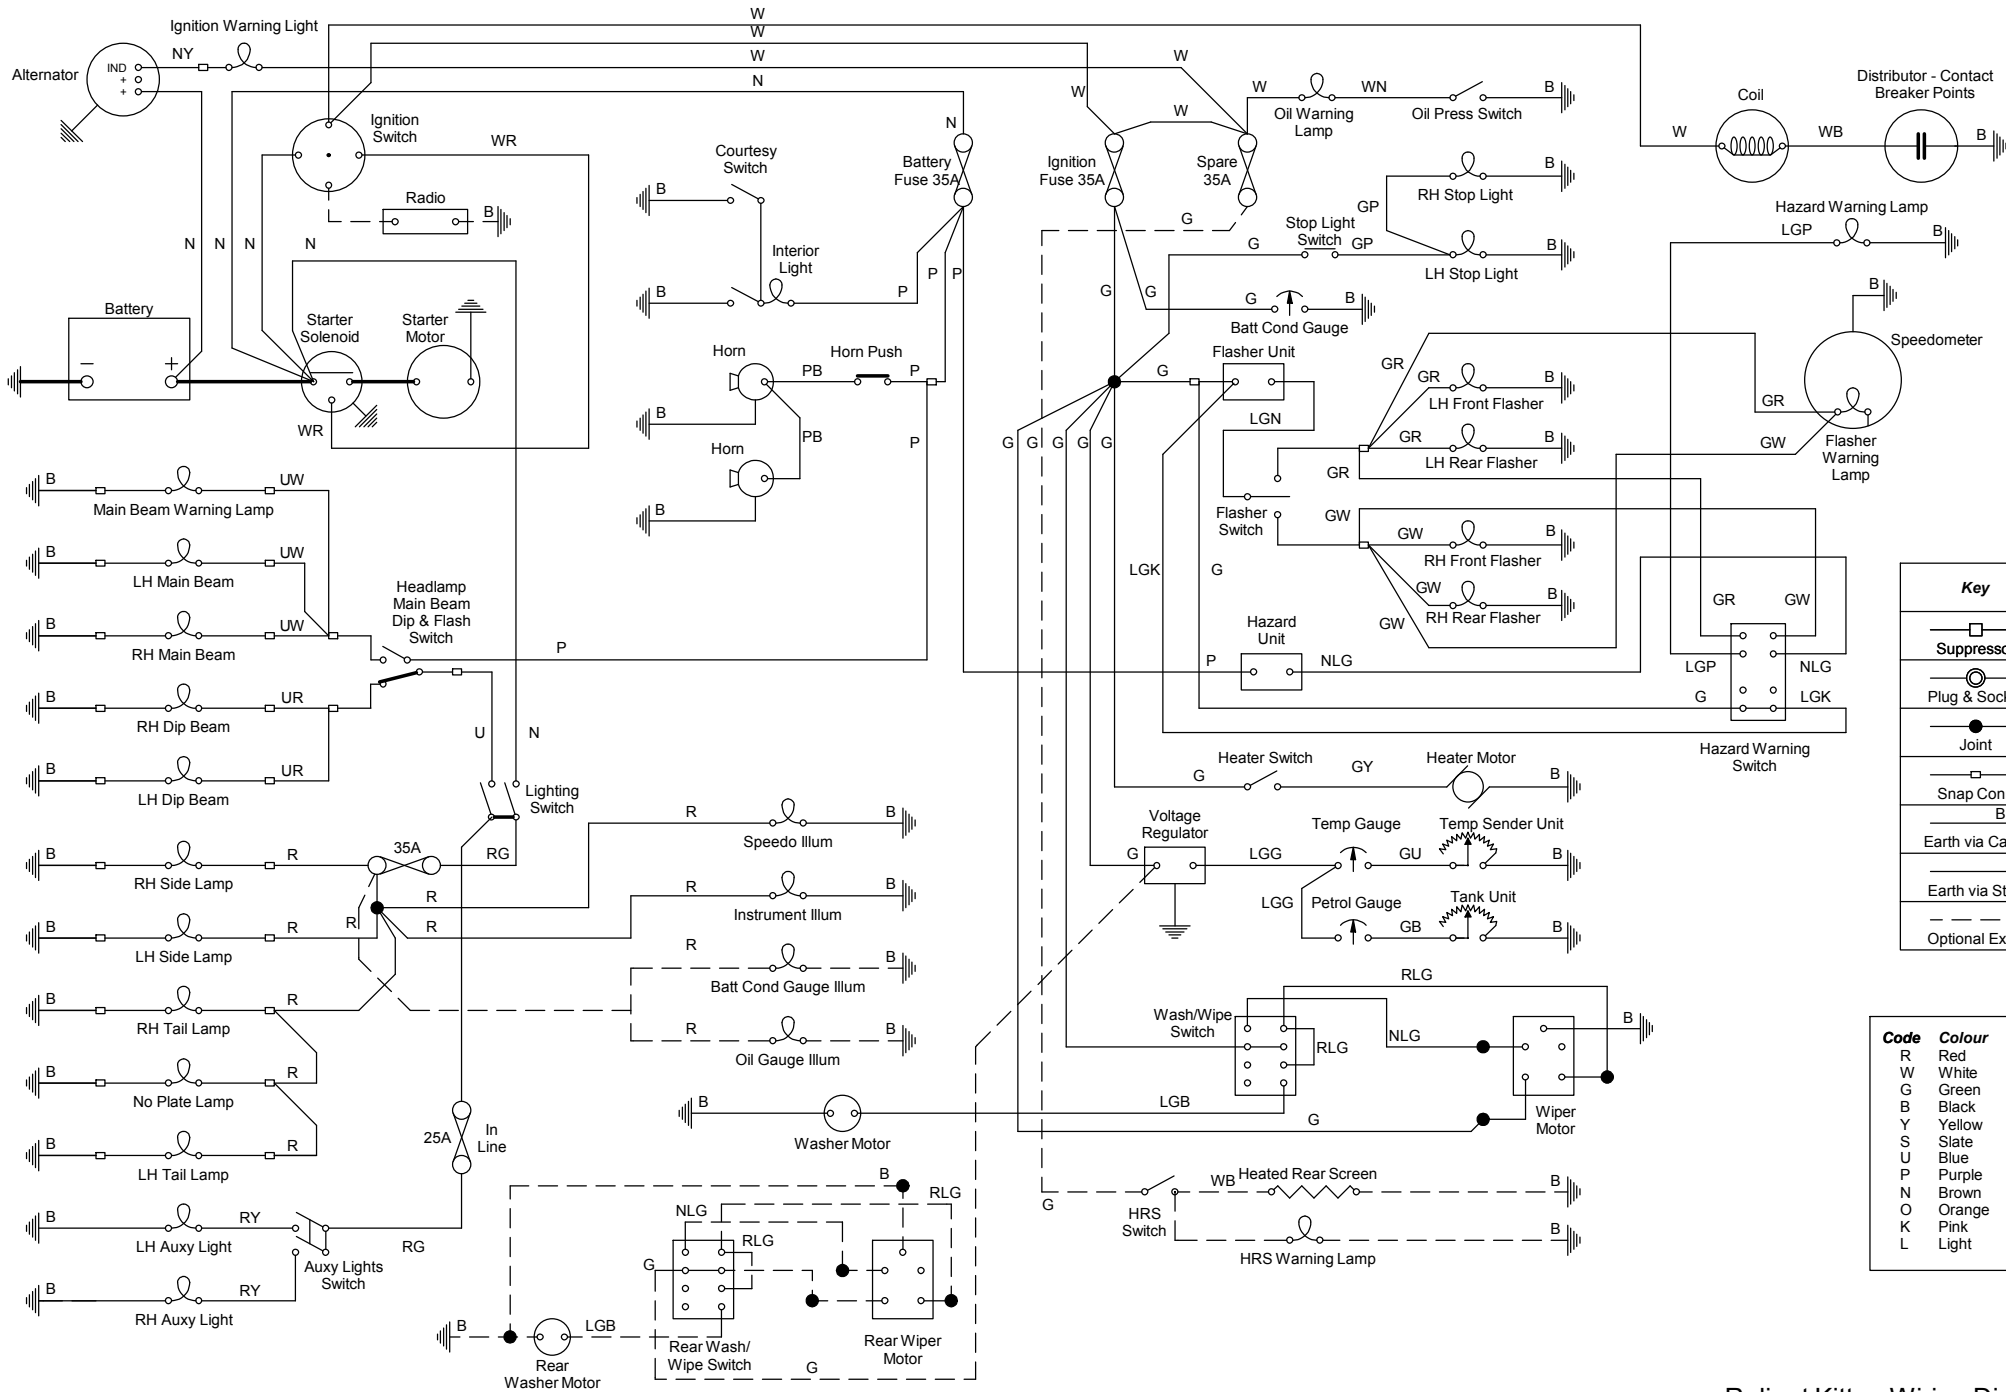 W
W
Ignition Warning Light
NY
W
W
Alternator
IND
+
+
N
Ignition
Switch
WR
N
Battery
Fuse 35A
W
Ignition
Fuse 35A
W
Spare
35A
W
Oil Warning
Lamp
WN
Oil Press Switch
B
W
Coil
WB
Distributor - Contact
Breaker Points
B
Courtesy
Switch
B
Radio
B
RH Stop Light
B
GP
G
Stop Light
Switch
G
GP
LH Stop Light
B
Hazard Warning Lamp
LGP
B
N
N
N
N
Interior
Light
B
P
P
P
G
G
G
Batt Cond Gauge
B
B
Speedometer
Battery
−
+
Starter
Solenoid
Starter
Motor
WR
Horn
PB
Horn Push
P
B
PB
P
Horn
B
Flasher Unit
G
LGN
GR
GR
LH Front Flasher
B
GR
LH Rear Flasher
B
GR
GR
GW
Flasher
Warning
Lamp
G
G
G
G
G
Flasher
Switch
GW
GW
RH Front Flasher
B
GW
RH Rear Flasher
B
GW
LGK
G
B
UW
Main Beam Warning Lamp
B
UW
LH Main Beam
B
UW
RH Main Beam
Headlamp
Main Beam
Dip & Flash
Switch
P
B
UR
RH Dip Beam
B
UR
LH Dip Beam
U
N
Lighting
Switch
Hazard
Unit
P
NLG
GR
GW
LGP
NLG
G
LGK
Hazard Warning
Switch
Key
Suppresso
Plug & Sock
Joint
Snap Con
B
Earth via Ca
Earth via St
Optional Ex
Heater Switch
G
GY
Heater Motor
B
Voltage
Regulator
G
LGG
Temp Gauge
GU
Temp Sender Unit
B
LGG
Petrol Gauge
GB
Tank Unit
B
B
R
RH Side Lamp
35A
RG
R
Speedo Illum
B
R
R
R
R
Instrument Illum
B
B
R
LH Side Lamp
R
Batt Cond Gauge Illum
B
R
Oil Gauge Illum
B
B
R
RH Tail Lamp
B
R
No Plate Lamp
B
R
LH Tail Lamp
25A
In
Line
B
RY
LH Auxy Light
B
RY
RH Auxy Light
Auxy Lights
Switch
RG
RLG
Wash/Wipe
Switch
RLG
NLG
B
Wiper
Motor
B
Washer Motor
LGB
G
G
HRS
Switch
WB
Heated Rear Screen
B
HRS Warning Lamp
B
B
RLG
NLG
RLG
G
B
Rear
Washer Motor
LGB
Rear Wash/
Wipe Switch
G
Rear Wiper
Motor
Code Colour
R Red
W White
G Green
B Black
Y Yellow
S Slate
U Blue
P Purple
N Brown
O Orange
K Pink
L Light